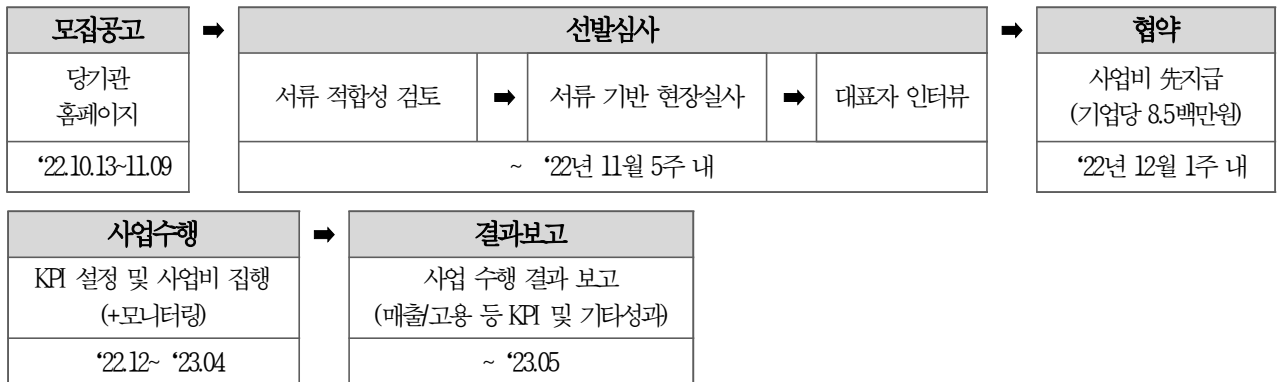 모집공고 ➡ 선발심사 ➡ 협약
당기관
홈페이지
서류 적합성 검토 ➡ 서류 기반 현장실사 ➡ 대표자 인터뷰
사업비 先지급
(기업당 8.5백만원)
‘22.10.13~11.09
~ ‘22년 11월 5주 내
‘22년 12월 1주 내
사업수행 ➡ 결과보고
KPI 설정 및 사업비 집행
(+모니터링)
사업 수행 결과 보고
(매출/고용 등 KPI 및 기타성과)
‘22.12~ ‘23.04
~ ‘23.05